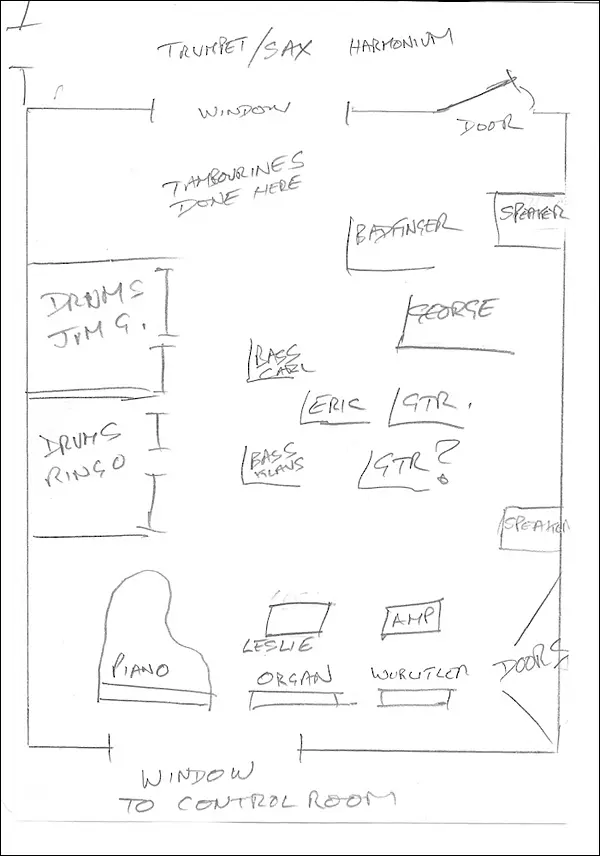 TRUMPET/SAX HARMONIUM
WINDOW
DOOR
TAMBOURINES
DONE HERE
SPEAKER
BADFINGER
DRUMS
JIM G.
GEORGE
BASS
CARL
ERIC
GTR.
DRUMS
RINGO
BASS
KLAUS
GTR?
SPEAKER
AMP
LESLIE
PIANO
ORGAN
WURLITZER
DOORS
WINDOW
TO CONTROL ROOM